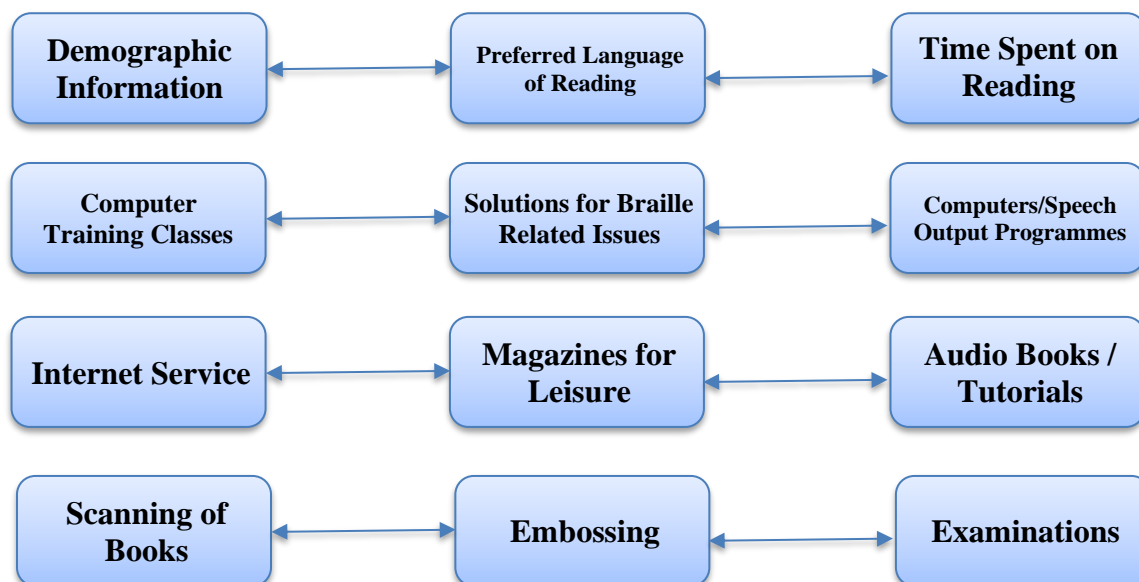 Demographic
Information
Preferred Language
of Reading
Time Spent on
Reading
Computer
Training Classes
Solutions for Braille
Related Issues
Computers/Speech
Output Programmes
Internet Service
Magazines for
Leisure
Audio Books /
Tutorials
Scanning of
Books
Embossing
Examinations